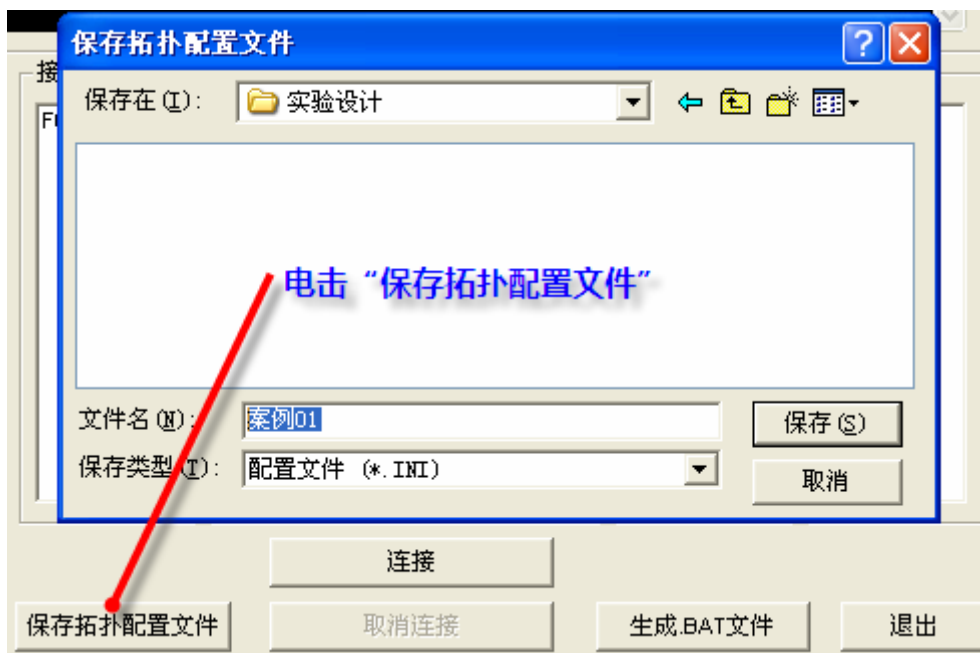 保存拓扑配置文件
接
保存在(I):
实验设计
F
电击“保存拓扑配置文件”
文件名(N):
案例01
保存(S)
保存类型(T):
配置文件 (*.INI)
取消
连接
保存拓扑配置文件
取消连接
生成.BAT文件
退出